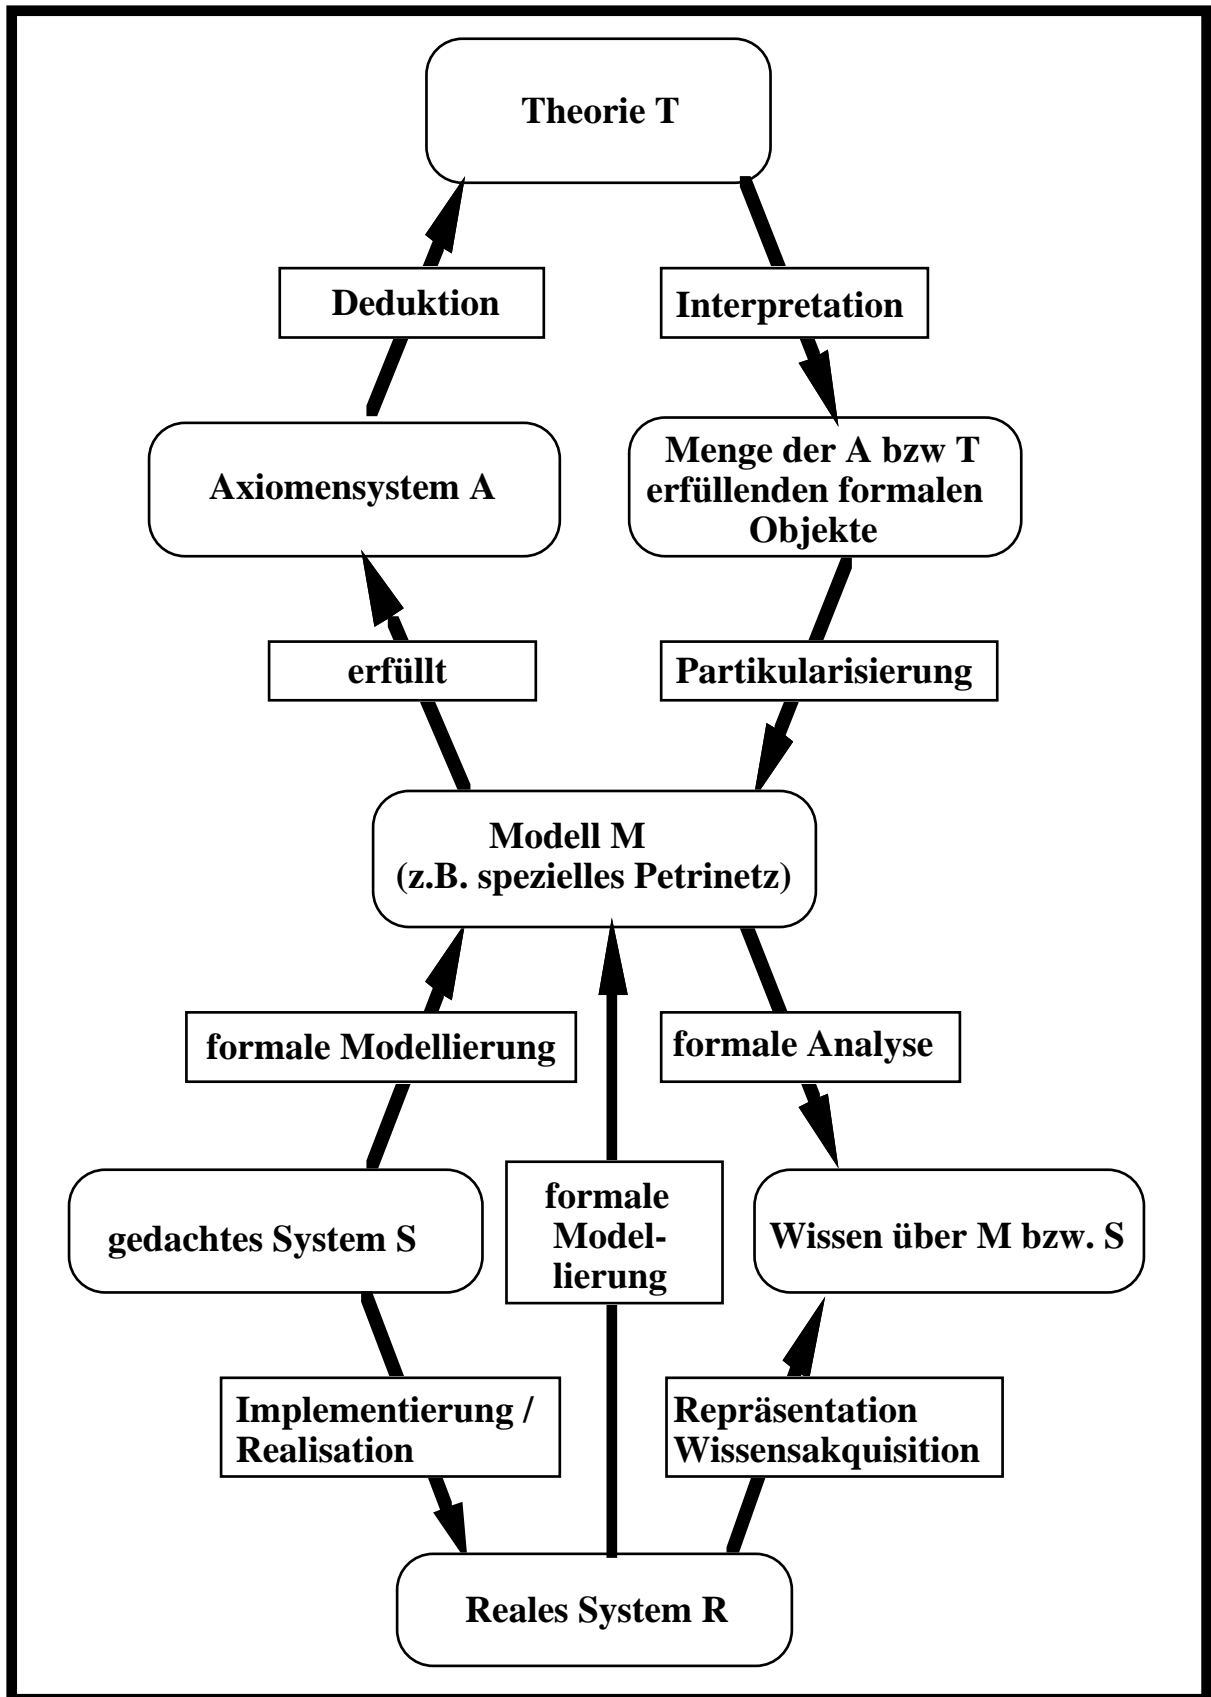 Theorie T
Deduktion
Interpretation
Axiomensystem A
Menge der A bzw T
erfüllenden formalen
Objekte
erfüllt
Partikularisierung
Modell M
(z.B. spezielles Petrinetz)
formale Modellierung
formale Analyse
gedachtes System S
formale
Model-
lierung
Wissen über M bzw. S
Implementierung /
Realisation
Repräsentation
Wissensakquisition
Reales System R